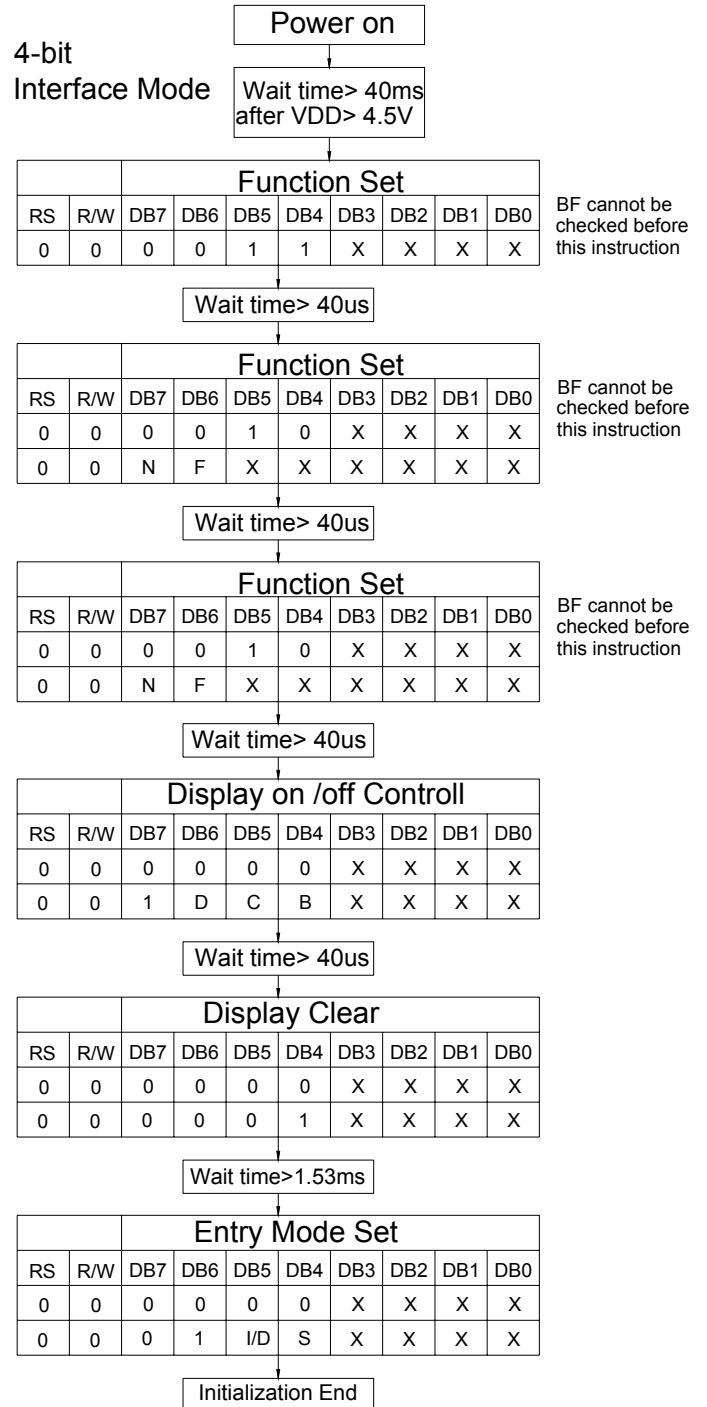 Power on
4-bit
Interface Mode
Wait time> 40ms
after VDD> 4.5V
Function Set
RS R/W DB7 DB6 DB5 DB4 DB3 DB2 DB1 DB0
0 0 0 0 1 1 X X X X
BF cannot be
checked before
this instruction
Wait time> 40us
Function Set
RS R/W DB7 DB6 DB5 DB4 DB3 DB2 DB1 DB0
0 0 0 0 1 0 X X X X
0 0 N F X X X X X X
BF cannot be
checked before
this instruction
Wait time> 40us
Function Set
RS R/W DB7 DB6 DB5 DB4 DB3 DB2 DB1 DB0
0 0 0 0 1 0 X X X X
0 0 N F X X X X X X
BF cannot be
checked before
this instruction
Wait time> 40us
Display on /off Controll
RS R/W DB7 DB6 DB5 DB4 DB3 DB2 DB1 DB0
0 0 0 0 0 0 X X X X
0 0 1 D C B X X X X
Wait time> 40us
Display Clear
RS R/W DB7 DB6 DB5 DB4 DB3 DB2 DB1 DB0
0 0 0 0 0 0 X X X X
0 0 0 0 0 1 X X X X
Wait time>1.53ms
Entry Mode Set
RS R/W DB7 DB6 DB5 DB4 DB3 DB2 DB1 DB0
0 0 0 0 0 0 X X X X
0 0 0 1 I/D S X X X X
Initialization End